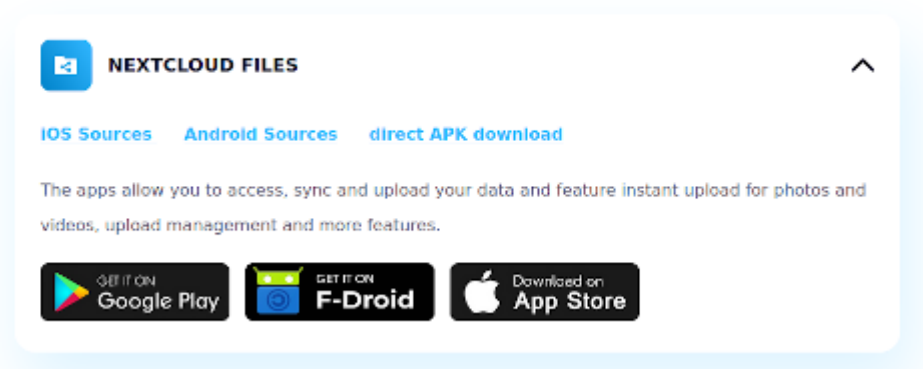 NEXTCLOUD FILES
iOS Sources Android Sources direct APK download
The apps allow you to access, sync and upload your data and feature instant upload for photos and
videos, upload management and more features.
GET IT ON
Google Play
GET IT ON
F-Droid
Download on
App Store